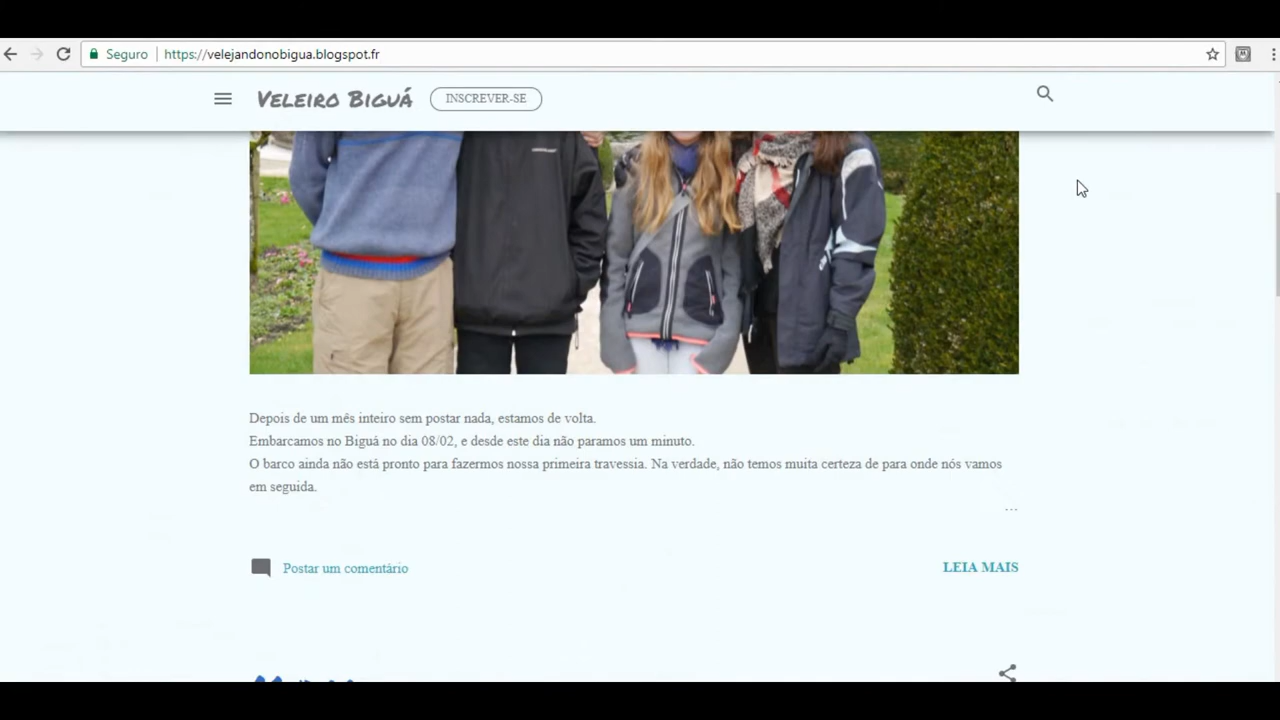 Seguro https://velejandonobigua.blogspot.fr
Veleiro Biguá INSCREVER-SE
Depois de um mês inteiro sem postar nada, estamos de volta.
Embarcamos no Biguá no dia 08/02, e desde este dia não paramos um minuto.
O barco ainda não está pronto para fazermos nossa primeira travessia. Na verdade, não temos muita certeza de para onde nós vamos
em seguida.
...
Postar um comentário LEIA MAIS